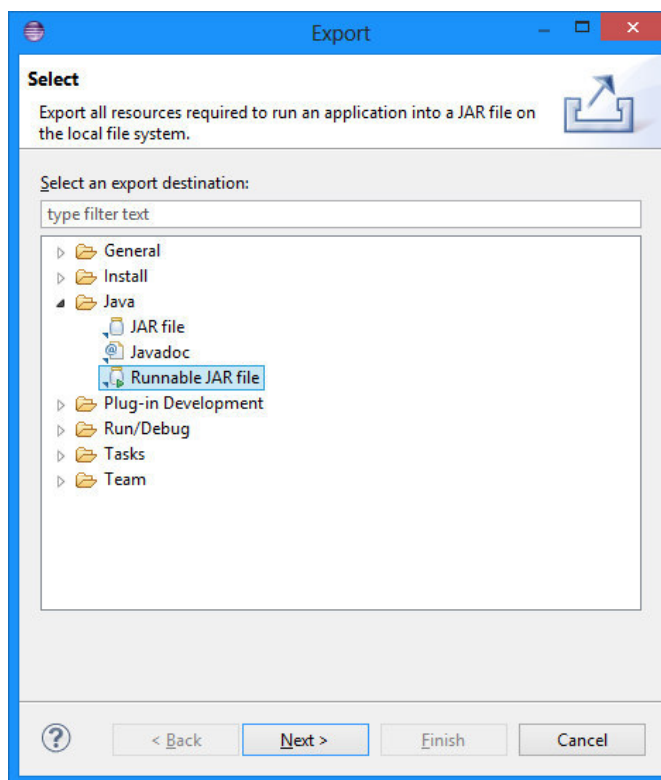 Export
Select
Export all resources required to run an application into a JAR file on
the local file system.
Select an export destination:
type filter text
General
Install
Java
JAR file
Javadoc
Runnable JAR file
Plug-in Development
Run/Debug
Tasks
Team
< Back
Next >
Finish
Cancel